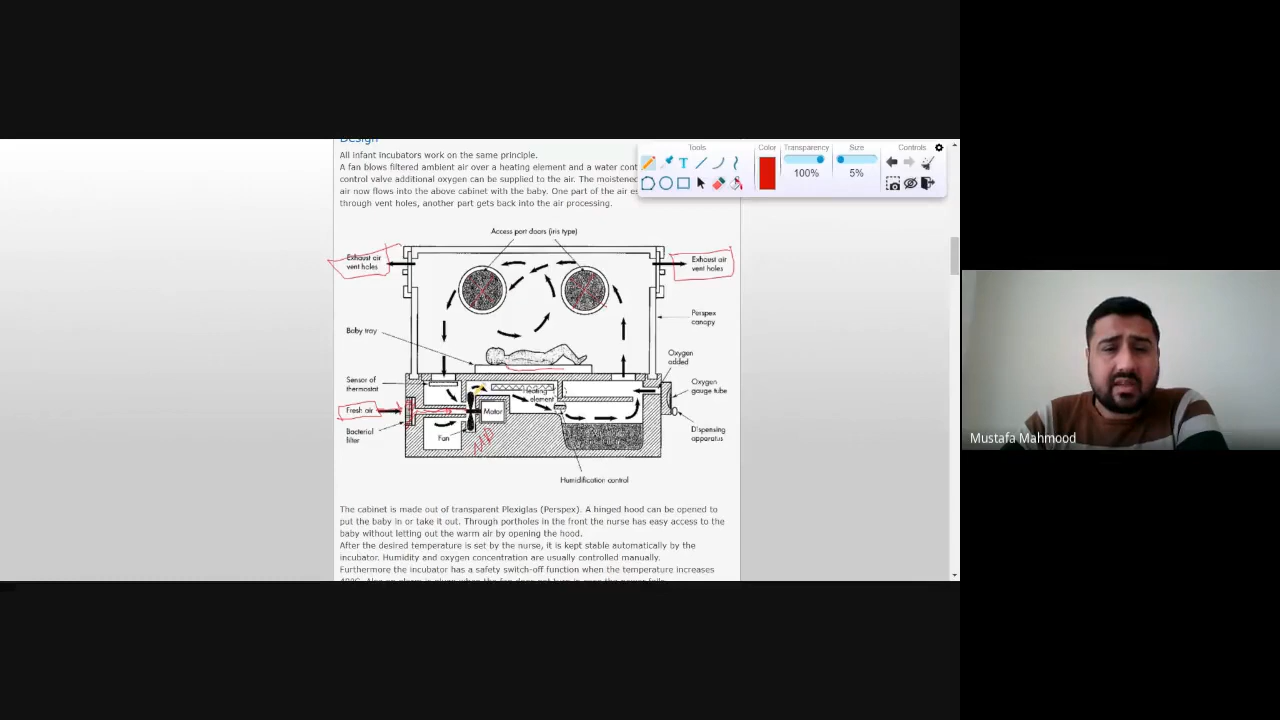 Design
All infant incubators work on the same principle.
A fan blows filtered ambient air over a heating element and a water
control valve additional oxygen can be supplied to the air. The moistened
air now flows into the above cabinet with the baby. One part of the air
through vent holes, another part gets back into the air processing.
Tools
Color
Transparency
Size
Controls
T
100%
5%
Access port doors (iris type)
Exhaust air
vent holes
Exhaust air
vent holes
Perspex
canopy
Baby tray
Oxygen
added
Sensor of
thermostat
Heating
element
Oxygen
gauge tube
Fresh air
Motor
Bacterial
filter
Fan
Dispensing
apparatus
Humidification control
The cabinet is made out of transparent Plexiglas (Perspex). A hinged hood can be opened to
put the baby in or take it out. Through portholes in the front the nurse has easy access to the
baby without letting out the warm air by opening the hood.
After the desired temperature is set by the nurse, it is kept stable automatically by the
incubator. Humidity and oxygen concentration are usually controlled manually.
Furthermore the incubator has a safety switch-off function when the temperature increases
Mustafa Mahmood